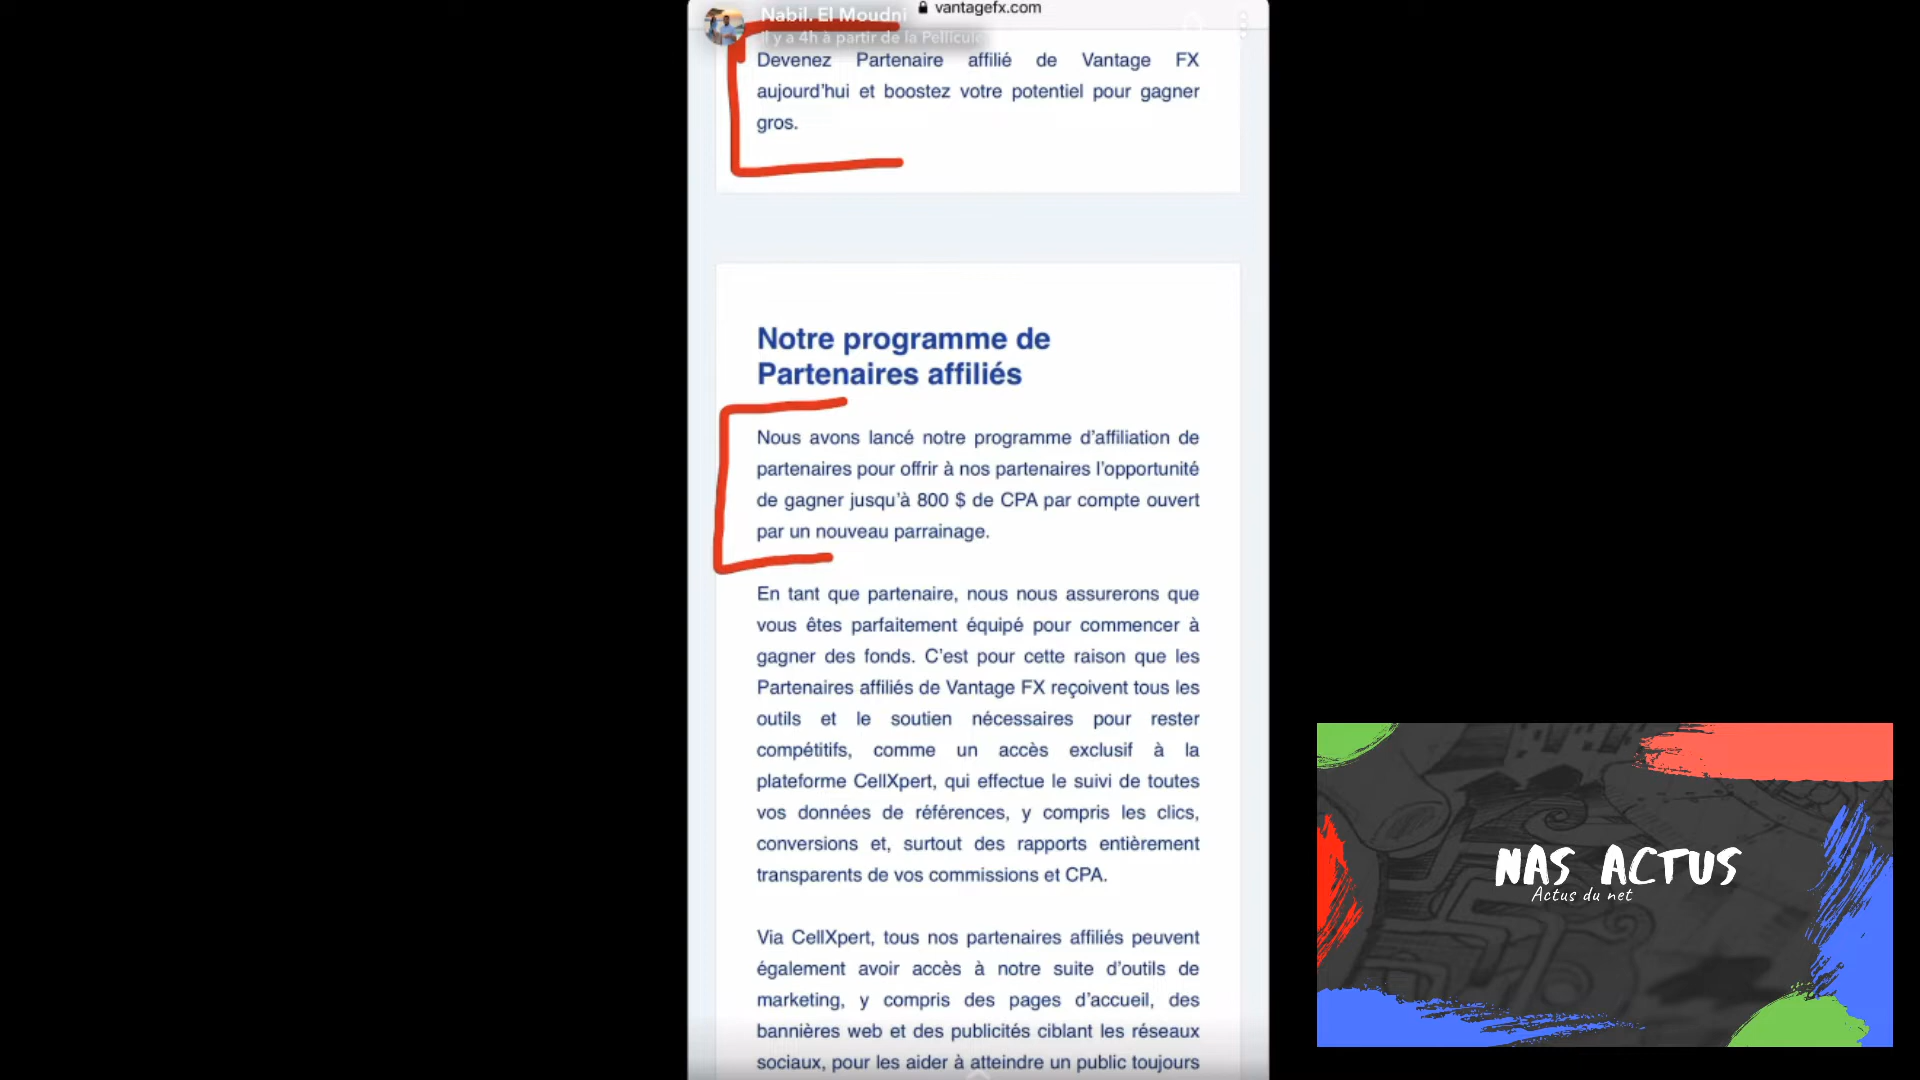 vantagefx.com
Nabil. El Moudni
Il y a 4h à partir de la Pellicule
Devenez Partenaire affilié de Vantage FX
aujourd'hui et boostez votre potentiel pour gagner
gros.
Notre programme de
Partenaires affiliés
Nous avons lancé notre programme d'affiliation de
partenaires pour offrir à nos partenaires l'opportunité
de gagner jusqu'à 800 $ de CPA par compte ouvert
par un nouveau parrainage.
En tant que partenaire, nous nous assurerons que
vous êtes parfaitement équipé pour commencer à
gagner des fonds. C'est pour cette raison que les
Partenaires affiliés de Vantage FX reçoivent tous les
outils et le soutien nécessaires pour rester
compétitifs, comme un accès exclusif à la
plateforme CellXpert, qui effectue le suivi de toutes
vos données de références, y compris les clics,
conversions et, surtout des rapports entièrement
transparents de vos commissions et CPA.
Via CellXpert, tous nos partenaires affiliés peuvent
également avoir accès à notre suite d'outils de
marketing, y compris des pages d'accueil, des
bannières web et des publicités ciblant les réseaux
sociaux, pour les aider à atteindre un public toujours
NAS ACTUS
Actus du net